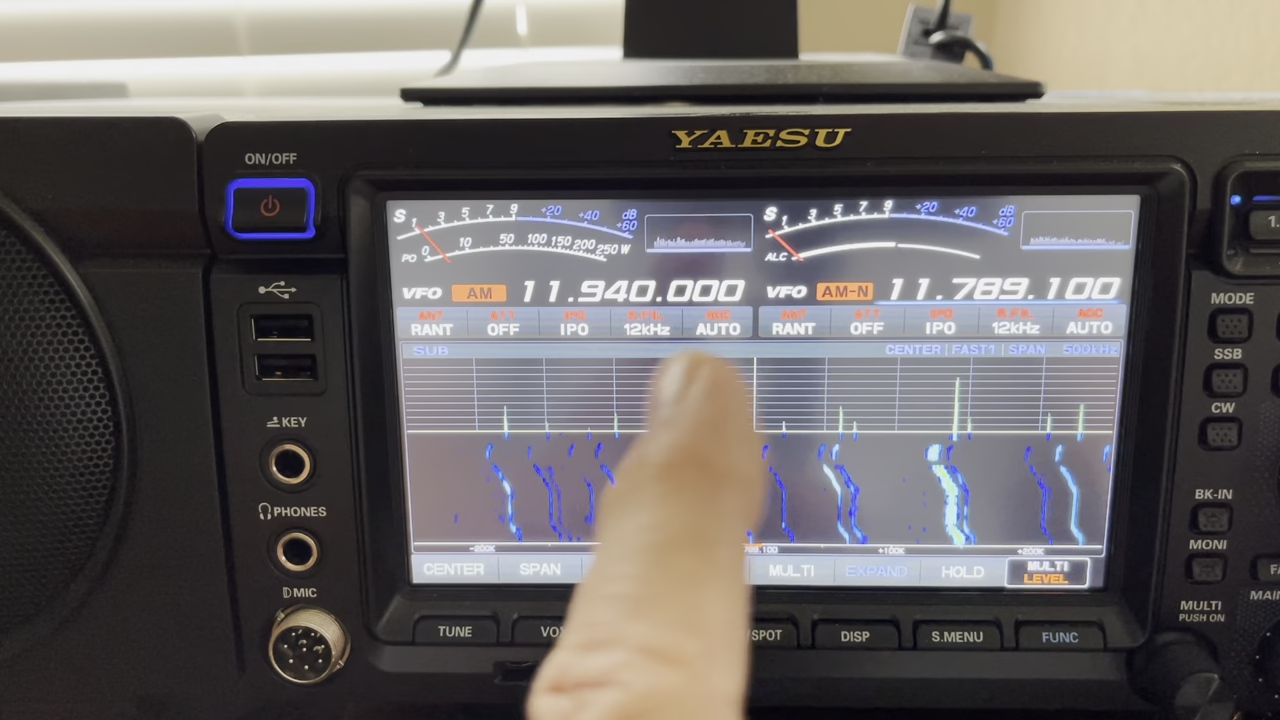 YAESU
ON/OFF
S 1 3 5 7 9 +20 +40 +60 dB
PO 0 10 50 100 150 200 250 W
S 1 3 5 7 9 +20 +40 +60 dB
ALC
VFO AM 11.940.000
VFO AM-N 11.789.100
ANT ATT IPO R.FIL AGC
RANT OFF IPO 12kHz AUTO
ANT ATT IPO R.FIL AGC
RANT OFF IPO 12kHz AUTO
SUB
CENTER | FAST1 | SPAN 500kHz
-200K
+100K
+200K
CENTER SPAN
MULTI EXPAND HOLD MULTI
LEVEL
TUNE
SPOT DISP S.MENU FUNC
KEY
PHONES
MIC
MODE
SSB
CW
BK-IN
MONI
MULTI
PUSH ON